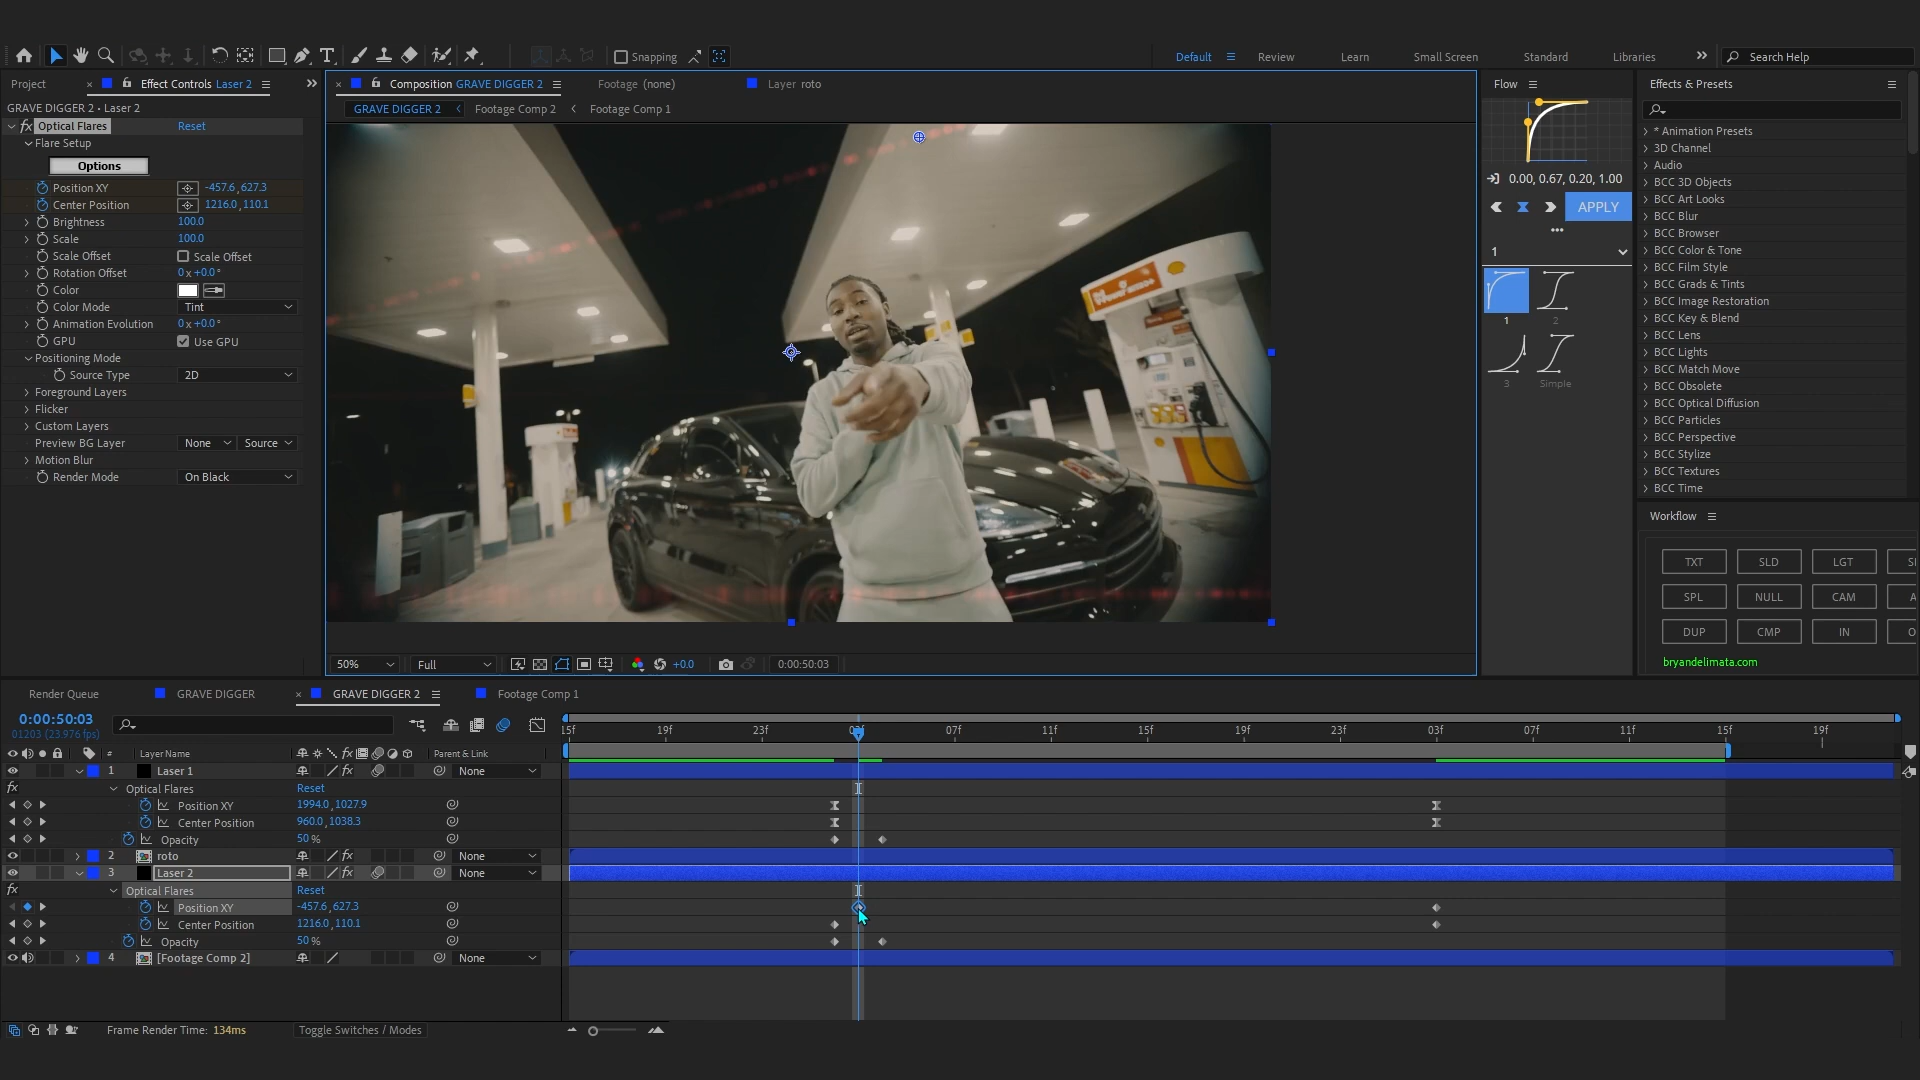 Snapping
Default
Review
Learn
Small Screen
Standard
Libraries
Search Help
Project
Effect Controls Laser 2
Composition GRAVE DIGGER 2
Footage (none)
Layer roto
Flow
Effects & Presets
GRAVE DIGGER 2 • Laser 2
GRAVE DIGGER 2
Footage Comp 2
Footage Comp 1
fx Optical Flares
Reset
Flare Setup
Options
Position XY
-457.6,627.3
Center Position
1216.0,110.1
Brightness
100.0
Scale
100.0
Scale Offset
Scale Offset
Rotation Offset
0x+0.0°
Color
Color Mode
Tint
Animation Evolution
0x+0.0°
GPU
Use GPU
Positioning Mode
Source Type
2D
Foreground Layers
Flicker
Custom Layers
Preview BG Layer
None
Source
Motion Blur
Render Mode
On Black
0.00, 0.67, 0.20, 1.00
APPLY
1
1
2
3
Simple
* Animation Presets
3D Channel
Audio
BCC 3D Objects
BCC Art Looks
BCC Blur
BCC Browser
BCC Color & Tone
BCC Film Style
BCC Grads & Tints
BCC Image Restoration
BCC Key & Blend
BCC Lens
BCC Lights
BCC Match Move
BCC Obsolete
BCC Optical Diffusion
BCC Particles
BCC Perspective
BCC Stylize
BCC Textures
BCC Time
Workflow
TXT
SLD
LGT
SPL
NULL
CAM
DUP
CMP
IN
bryandelimata.com
50%
Full
+0.0
0:00:50:03
Render Queue
GRAVE DIGGER
GRAVE DIGGER 2
Footage Comp 1
0:00:50:03
01203 (23.976 fps)
15f
19f
23f
03f
07f
11f
15f
19f
23f
03f
07f
11f
15f
19f
#
Layer Name
Parent & Link
1
Laser 1
None
fx
Optical Flares
Reset
Position XY
1994.0,1027.9
Center Position
960.0,1038.3
Opacity
50%
2
roto
None
3
Laser 2
None
fx
Optical Flares
Reset
Position XY
-457.6,627.3
Center Position
1216.0,110.1
Opacity
50%
4
[Footage Comp 2]
None
Frame Render Time: 134ms
Toggle Switches / Modes